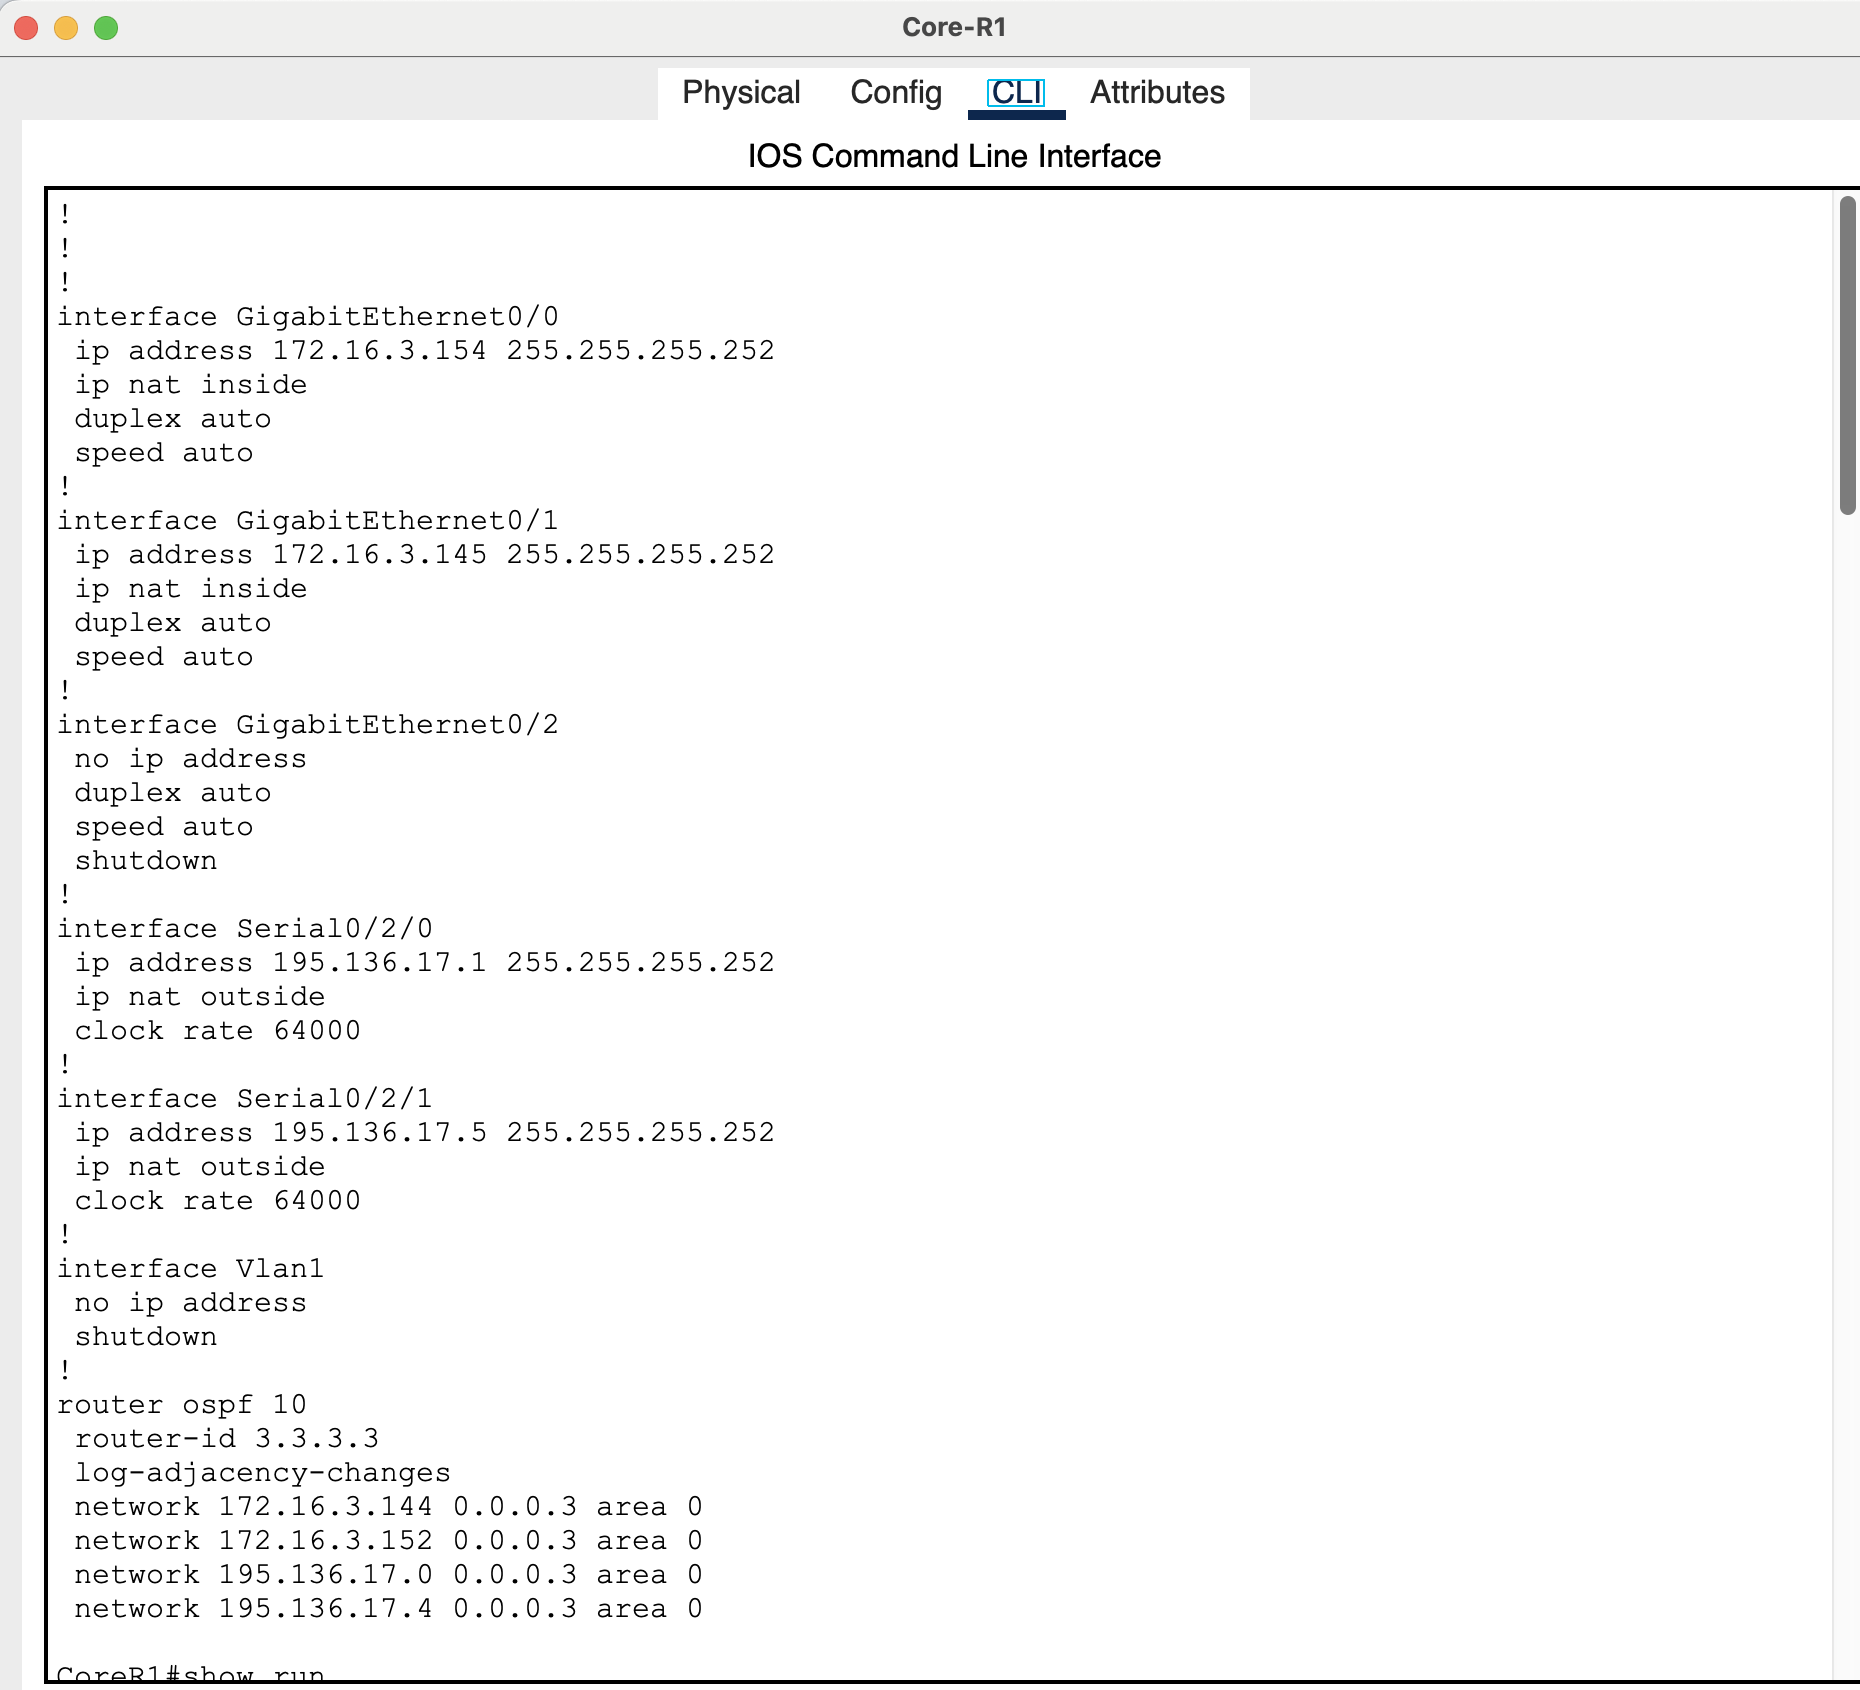 Core-R1
Physical Config CLI Attributes
IOS Command Line Interface
!
!
!
interface GigabitEthernet0/0
 ip address 172.16.3.154 255.255.255.252
 ip nat inside
 duplex auto
 speed auto
!
interface GigabitEthernet0/1
 ip address 172.16.3.145 255.255.255.252
 ip nat inside
 duplex auto
 speed auto
!
interface GigabitEthernet0/2
 no ip address
 duplex auto
 speed auto
 shutdown
!
interface Serial0/2/0
 ip address 195.136.17.1 255.255.255.252
 ip nat outside
 clock rate 64000
!
interface Serial0/2/1
 ip address 195.136.17.5 255.255.255.252
 ip nat outside
 clock rate 64000
!
interface Vlan1
 no ip address
 shutdown
!
router ospf 10
 router-id 3.3.3.3
 log-adjacency-changes
 network 172.16.3.144 0.0.0.3 area 0
 network 172.16.3.152 0.0.0.3 area 0
 network 195.136.17.0 0.0.0.3 area 0
 network 195.136.17.4 0.0.0.3 area 0
CoreR1#show run